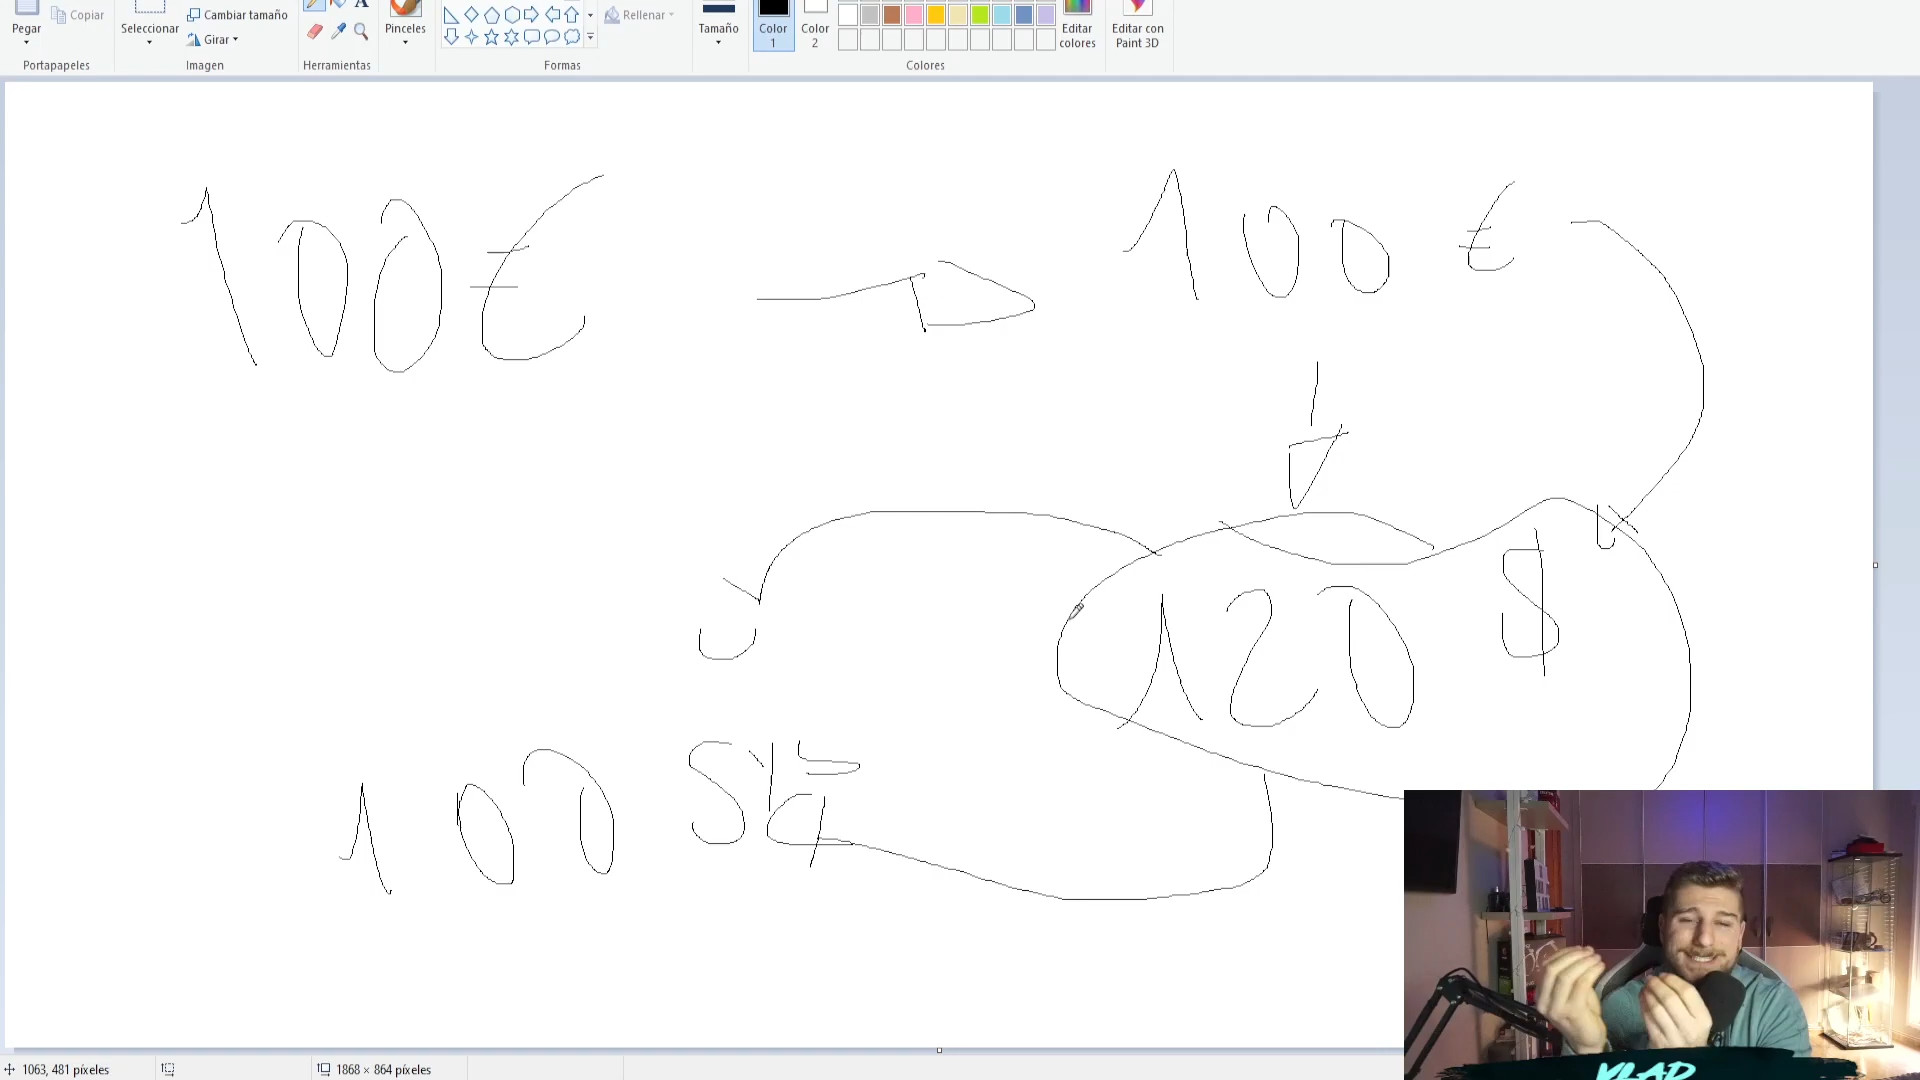 Pegar
Copiar
Portapapeles
Seleccionar
Cambiar tamaño
Girar
Imagen
A
Herramientas
Pinceles
Rellenar
Formas
Tamaño
Color 1
Color 2
Colores
Editar colores
Editar con Paint 3D
100€
100 €
120 $
100
1063, 481 píxeles
1868 × 864 píxeles
VLAD